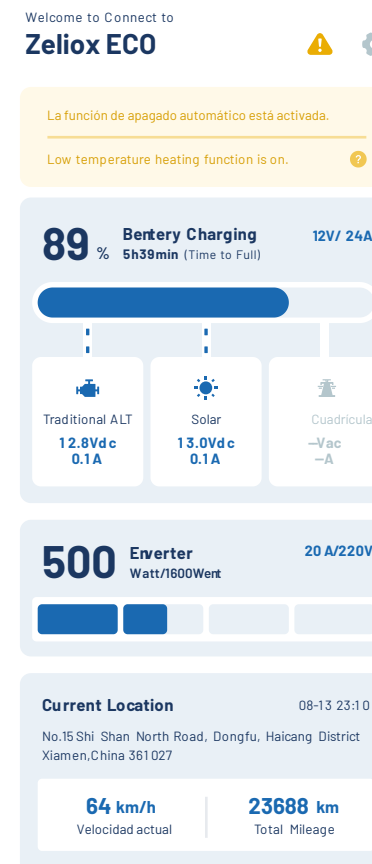 Welcome to Connect to
Zeliox ECO
La función de apagado automático está activada.
Low temperature heating function is on.
?
89 % Bentery Charging 12V/ 24A
5h39min (Time to Full)
Traditional ALT Solar Cuadrícula
12.8Vdc 13.0Vdc —Vac
0.1A 0.1A —A
500 Enverter 20A/220V
Watt/1600Went
Current Location 08-13 23:10
No.15 Shi Shan North Road, Dongfu, Haicang District
Xiamen,China 361027
64 km/h 23688 km
Velocidad actual Total Mileage